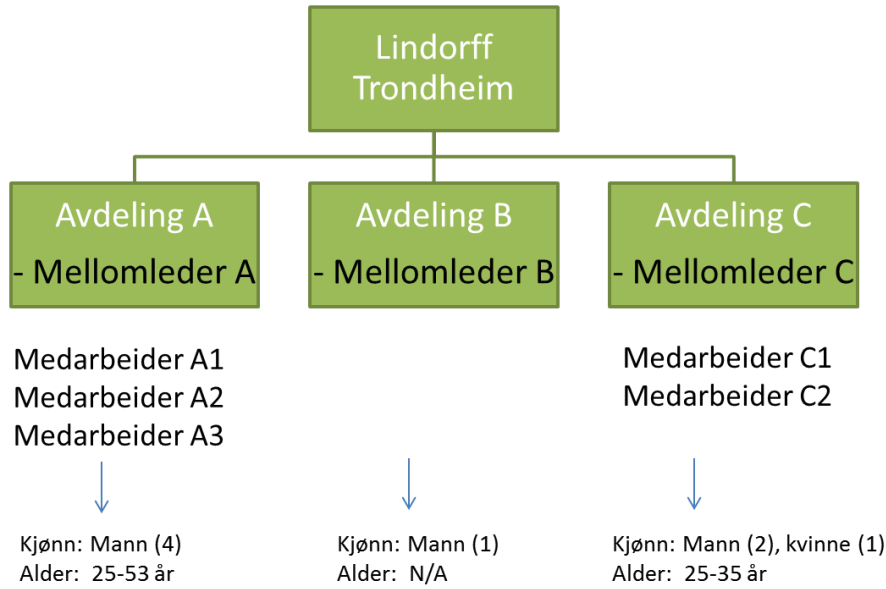 Lindorff
Trondheim
Avdeling A
- Mellomleder A
Avdeling B
- Mellomleder B
Avdeling C
- Mellomleder C
Medarbeider A1
Medarbeider A2
Medarbeider A3
Medarbeider C1
Medarbeider C2
Kjønn: Mann (4)
Alder: 25-53 år
Kjønn: Mann (1)
Alder: N/A
Kjønn: Mann (2), kvinne (1)
Alder: 25-35 år